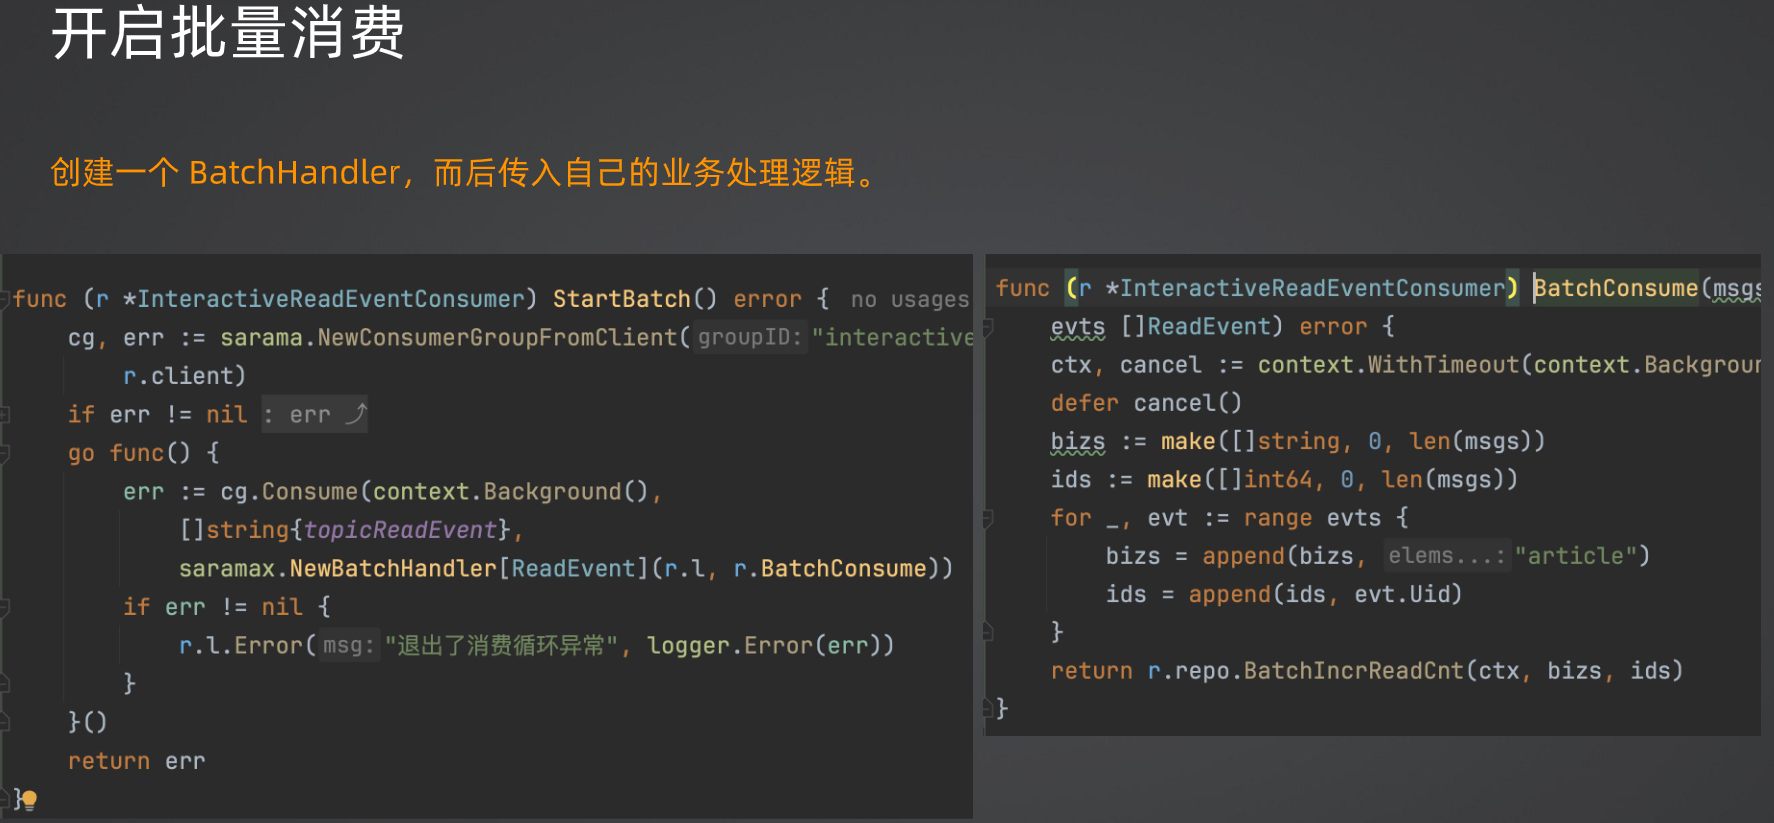 开启批量消费
创建一个 BatchHandler，而后传入自己的业务处理逻辑。
func (r *InteractiveReadEventConsumer) StartBatch() error { no usages
cg, err := sarama.NewConsumerGroupFromClient( groupID: "interactive
r.client)
if err != nil : err ⤴
go func() {
err := cg.Consume(context.Background(),
[]string{topicReadEvent},
saramax.NewBatchHandler[ReadEvent](r.l, r.BatchConsume))
if err != nil {
r.l.Error( msg: "退出了消费循环异常", logger.Error(err))
}
}()
return err
}
func (r *InteractiveReadEventConsumer) BatchConsume(msgs
evts []ReadEvent) error {
ctx, cancel := context.WithTimeout(context.Backgroun
defer cancel()
bizs := make([]string, 0, len(msgs))
ids := make([]int64, 0, len(msgs))
for _, evt := range evts {
bizs = append(bizs, elems...: "article")
ids = append(ids, evt.Uid)
}
return r.repo.BatchIncrReadCnt(ctx, bizs, ids)
}